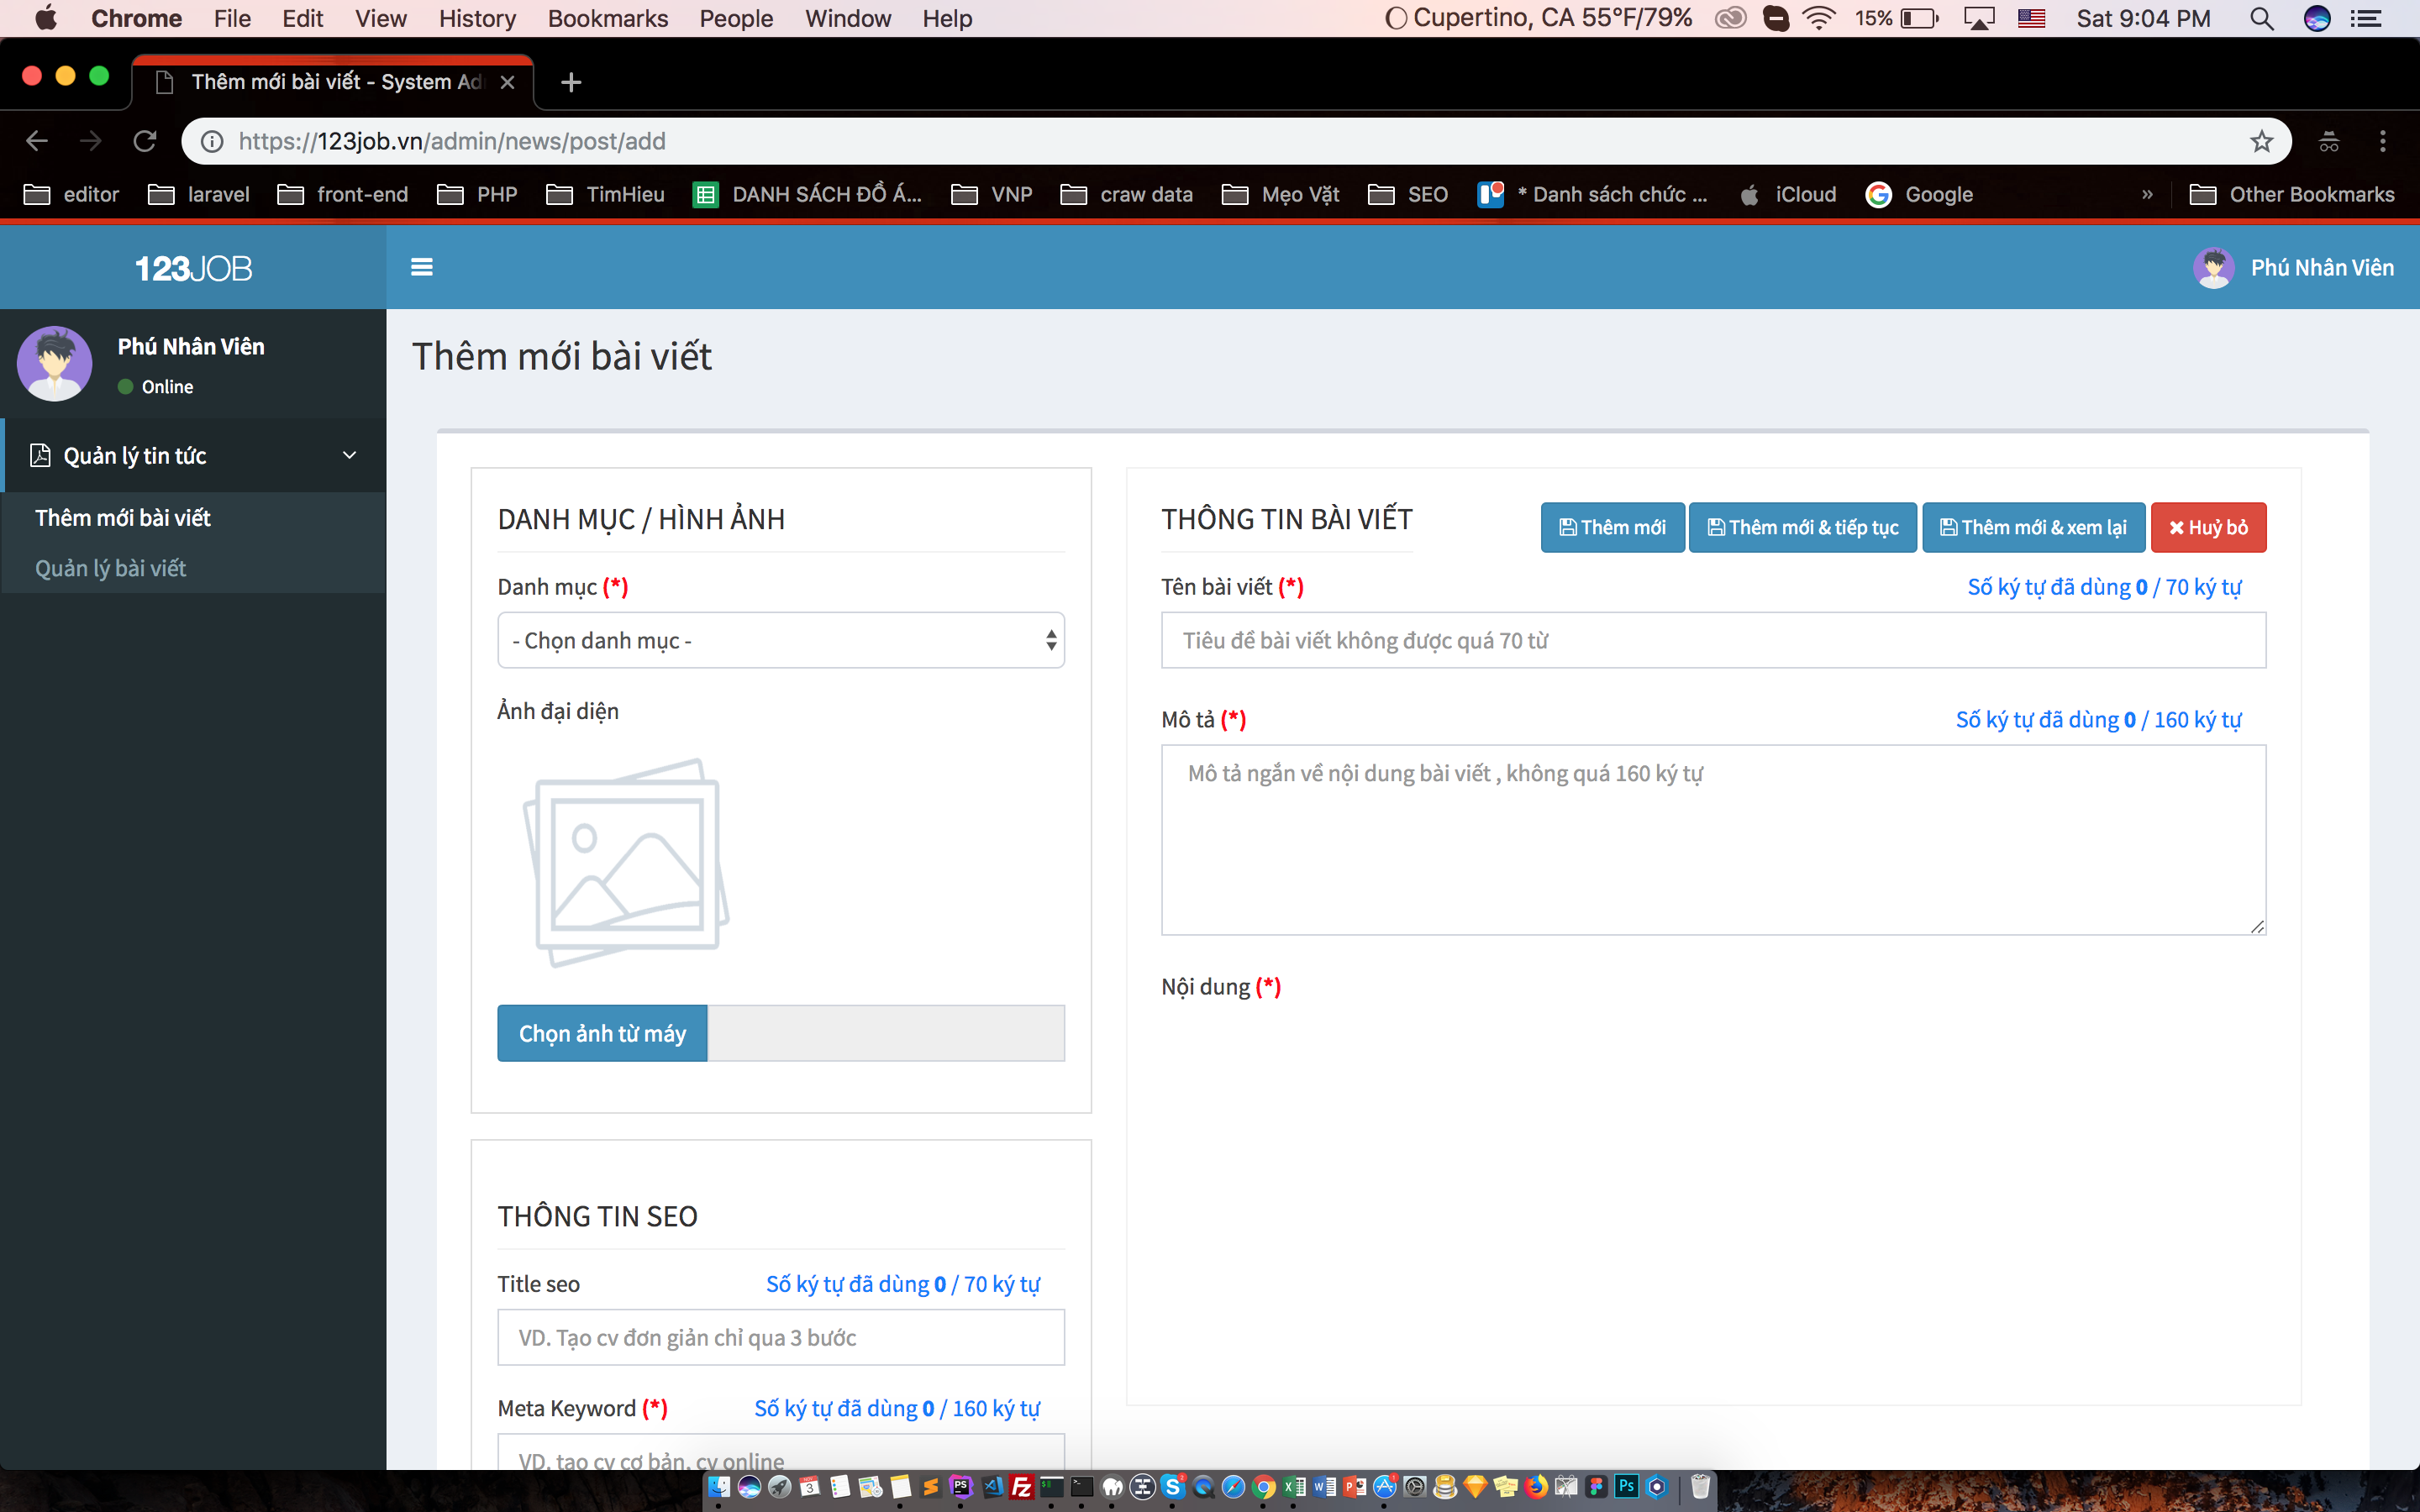 Chrome File Edit View History Bookmarks People Window Help Cupertino, CA 55°F/79% 15% Sat 9:04 PM
Thêm mới bài viết - System Ad
https://123job.vn/admin/news/post/add
editor laravel front-end PHP TimHieu DANH SÁCH ĐỒ Á... VNP craw data Mẹo Vặt SEO * Danh sách chức ... iCloud Google » Other Bookmarks
123JOB
Phú Nhân Viên
Phú Nhân Viên
Online
Quản lý tin tức
Thêm mới bài viết
Quản lý bài viết
Thêm mới bài viết
DANH MỤC / HÌNH ẢNH
Danh mục (*)
- Chọn danh mục -
Ảnh đại diện
Chọn ảnh từ máy
THÔNG TIN SEO
Title seo Số ký tự đã dùng 0 / 70 ký tự
VD. Tạo cv đơn giản chỉ qua 3 bước
Meta Keyword (*) Số ký tự đã dùng 0 / 160 ký tự
VD. tạo cv cơ bản, cv online
THÔNG TIN BÀI VIẾT
Thêm mới Thêm mới & tiếp tục Thêm mới & xem lại Huỷ bỏ
Tên bài viết (*) Số ký tự đã dùng 0 / 70 ký tự
Tiêu đề bài viết không được quá 70 từ
Mô tả (*) Số ký tự đã dùng 0 / 160 ký tự
Mô tả ngắn về nội dung bài viết , không quá 160 ký tự
Nội dung (*)